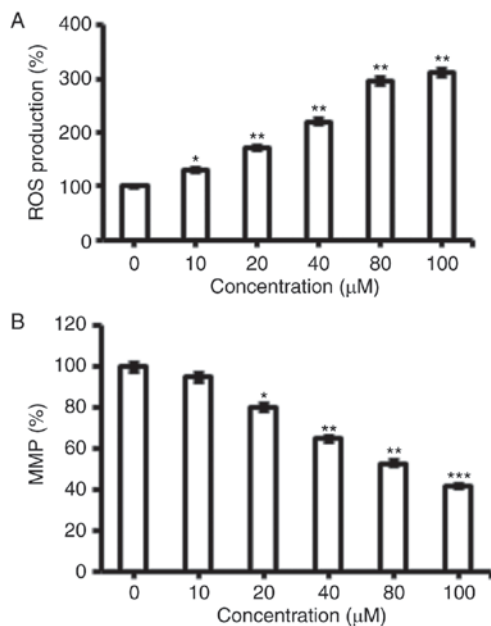 A
ROS production (%)
400
300
200
100
0
*
**
**
**
**
0 10 20 40 80 100
Concentration (μM)
B
MMP (%)
120
100
80
60
40
20
0
*
**
**
***
0 10 20 40 80 100
Concentration (μM)